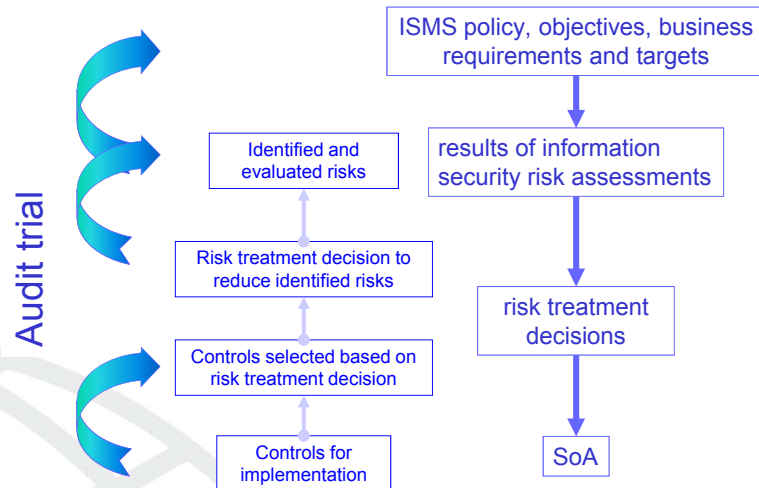 Audit trial
ISMS policy, objectives, business
requirements and targets
Identified and
evaluated risks
results of information
security risk assessments
Risk treatment decision to
reduce identified risks
risk treatment
decisions
Controls selected based on
risk treatment decision
Controls for
implementation
SoA